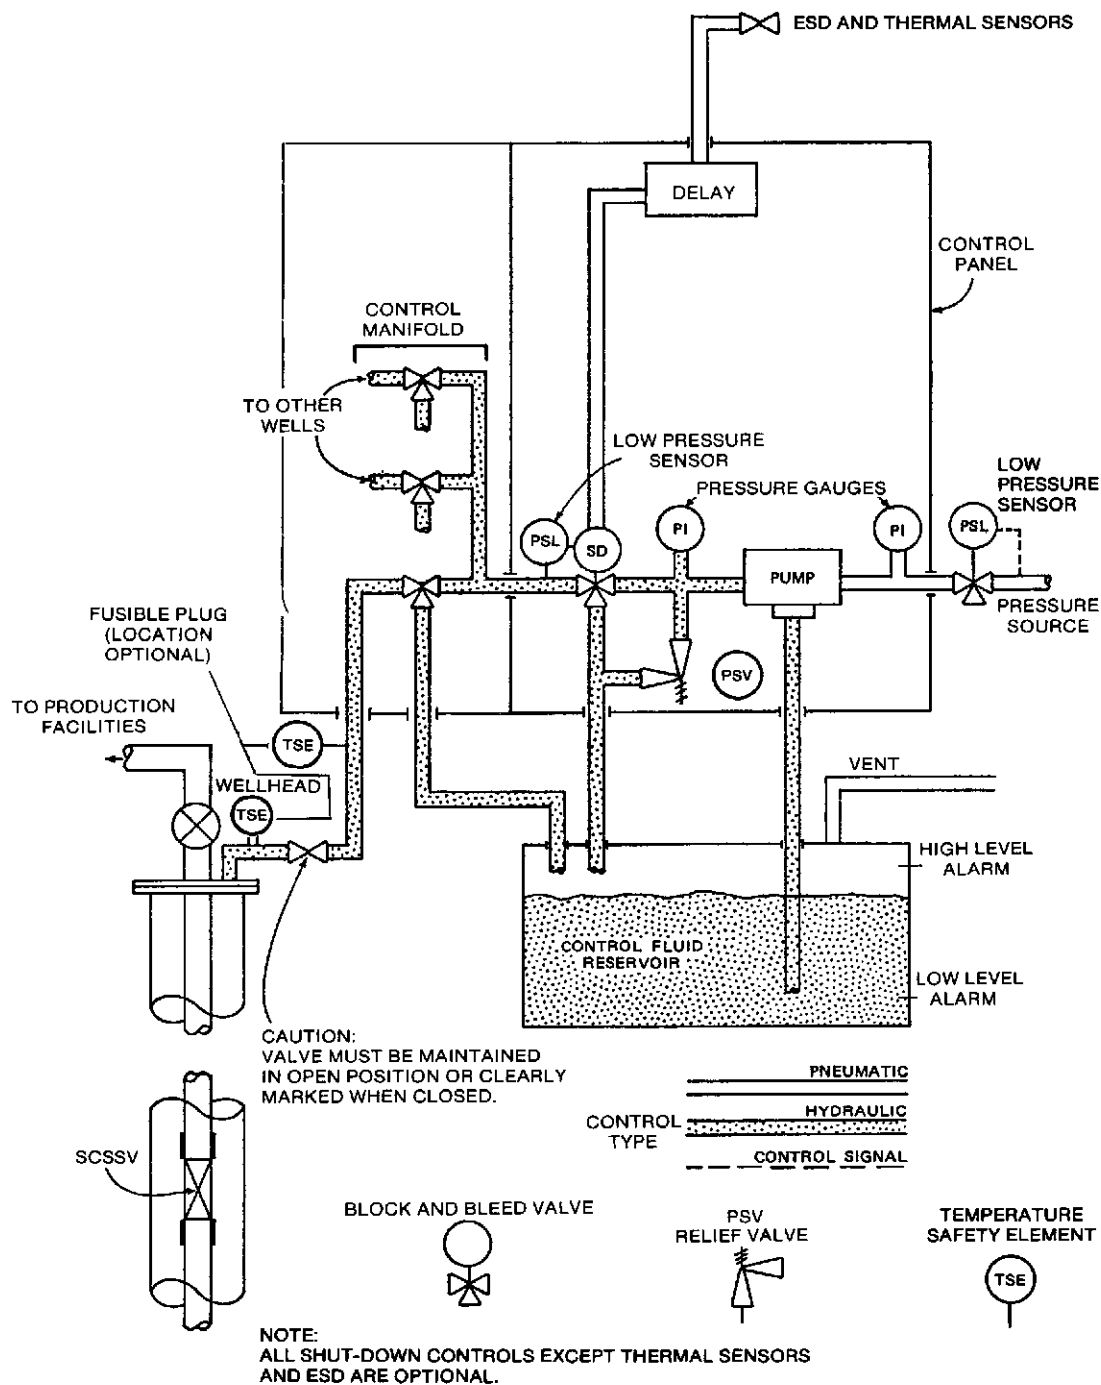 ESD AND THERMAL SENSORS
DELAY
CONTROL
PANEL
CONTROL
MANIFOLD
TO OTHER
WELLS
LOW PRESSURE
SENSOR
PRESSURE GAUGES
LOW
PRESSURE
SENSOR
PSL
SD
PI
PI
PSL
PUMP
PRESSURE
SOURCE
FUSIBLE PLUG
(LOCATION
OPTIONAL)
PSV
TO PRODUCTION
FACILITIES
TSE
WELLHEAD
TSE
VENT
HIGH LEVEL
ALARM
CONTROL FLUID
RESERVOIR
LOW LEVEL
ALARM
CAUTION:
VALVE MUST BE MAINTAINED
IN OPEN POSITION OR CLEARLY
MARKED WHEN CLOSED.
PNEUMATIC
HYDRAULIC
CONTROL
TYPE
CONTROL SIGNAL
SCSSV
BLOCK AND BLEED VALVE
PSV
RELIEF VALVE
TEMPERATURE
SAFETY ELEMENT
TSE
NOTE:
ALL SHUT-DOWN CONTROLS EXCEPT THERMAL SENSORS
AND ESD ARE OPTIONAL.